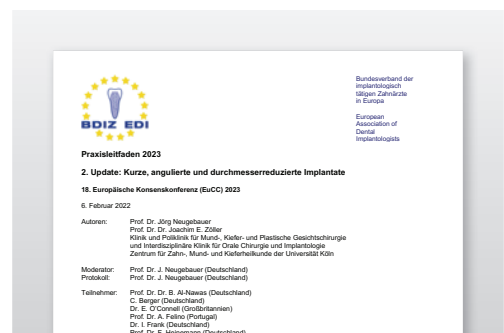 BDIZ EDI
Bundesverband der
implantologisch
tätigen Zahnärzte
in Europa
European
Association of
Dental
Implantologists
Praxisleitfaden 2023
2. Update: Kurze, angulierte und durchmesserreduzierte Implantate
18. Europäische Konsenskonferenz (EuCC) 2023
6. Februar 2022
Autoren: Prof. Dr. Jörg Neugebauer
Prof. Dr. Dr. Joachim E. Zöller
Klinik und Poliklinik für Mund-, Kiefer- und Plastische Gesichtschirurgie
und Interdisziplinäre Klinik für Orale Chirurgie und Implantologie
Zentrum für Zahn-, Mund- und Kieferheilkunde der Universität Köln
Moderator: Prof. Dr. J. Neugebauer (Deutschland)
Protokoll: Prof. Dr. J. Neugebauer (Deutschland)
Teilnehmer: Prof. Dr. Dr. B. Al-Nawas (Deutschland)
C. Berger (Deutschland)
Dr. E. O'Connell (Großbritannien)
Prof. Dr. A. Felino (Portugal)
Dr. I. Frank (Deutschland)
Prof. Dr. F. Heinemann (Deutschland)